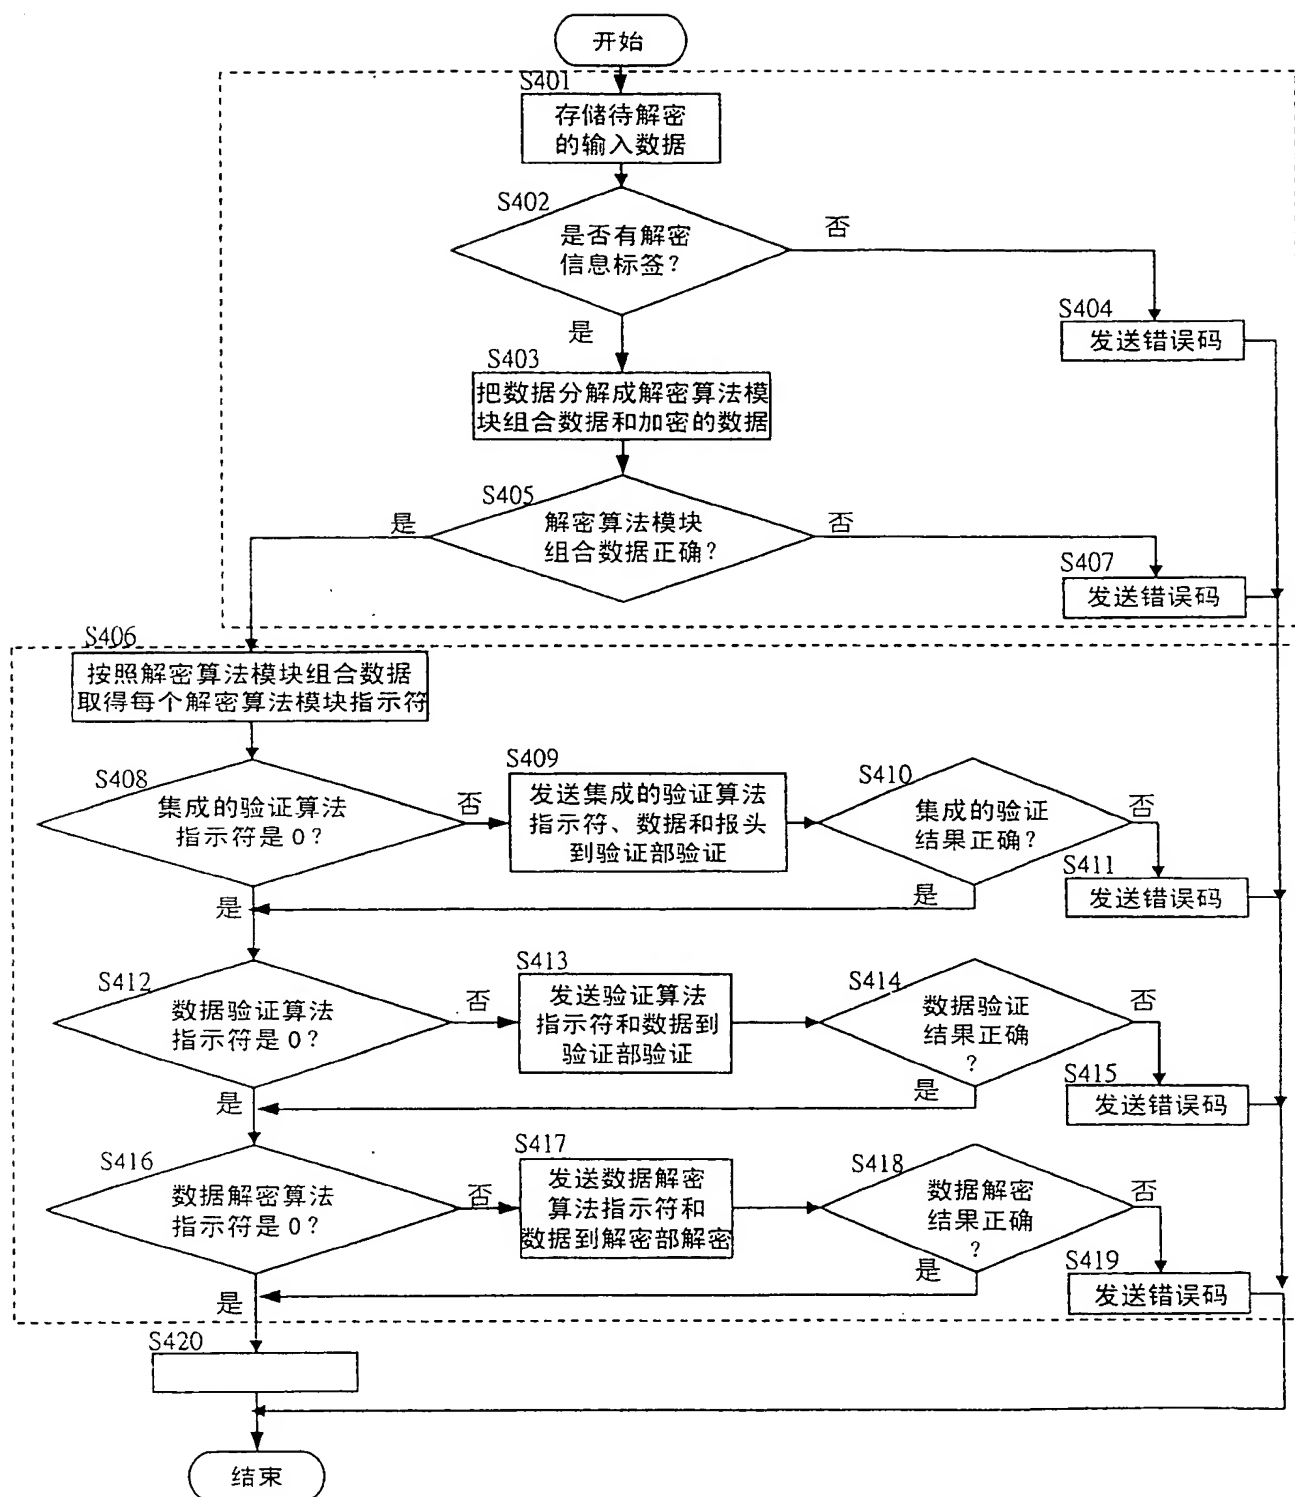 开始
S401
存储待解密
的输入数据
S402
是否有解密
信息标签？
否
是
S404
发送错误码
S403
把数据分解成解密算法模
块组合数据和加密的数据
S405
解密算法模块
组合数据正确？
是
否
S407
发送错误码
S406
按照解密算法模块组合数据
取得每个解密算法模块指示符
S408
集成的验证算法
指示符是0？
否
是
S409
发送集成的验证算法
指示符、数据和报头
到验证部验证
S410
集成的验证
结果正确？
否
是
S411
发送错误码
S412
数据验证算法
指示符是0？
否
是
S413
发送验证算法
指示符和数据到
验证部验证
S414
数据验证
结果正确
？
否
是
S415
发送错误码
S416
数据解密算法
指示符是0？
否
是
S417
发送数据解密
算法指示符和
数据到解密部解密
S418
数据解密
结果正确
？
否
是
S419
发送错误码
S420
结束